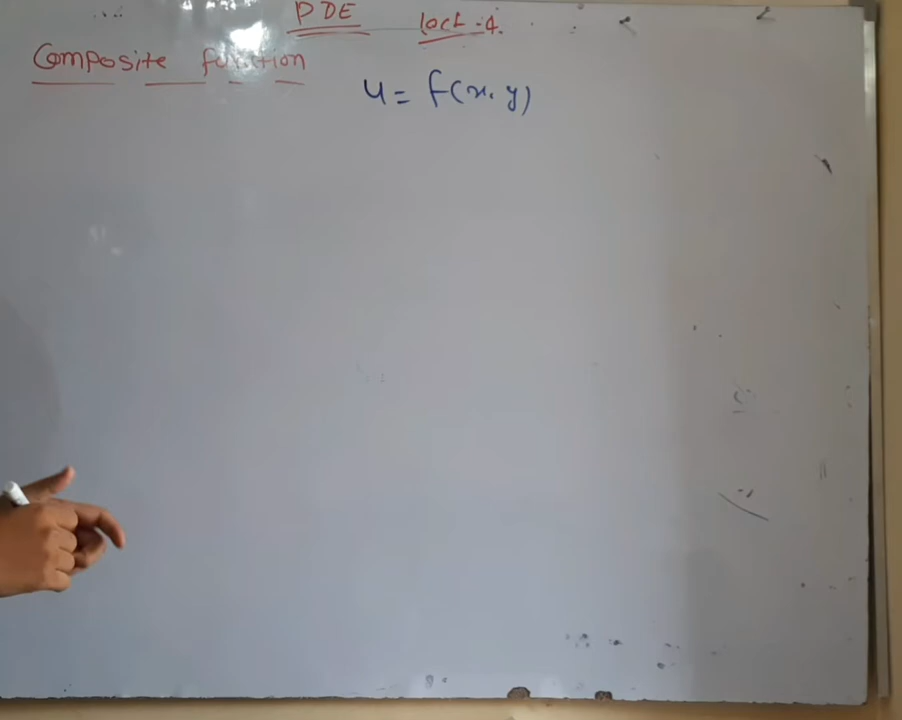 PDE lect-4.
Composite function
u = f(x, y)